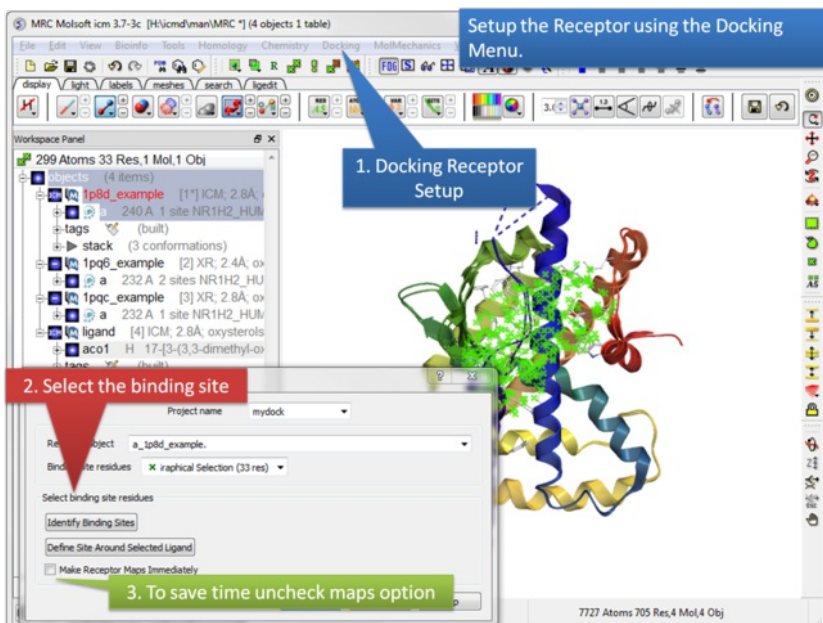 MRC Molsoft icm 3.7-3c [H:\icmd\man\MRC *] (4 objects 1 table)
Setup the Receptor using the Docking
Menu.
File Edit View Bioinfo Tools Homology Chemistry Docking MolMechanics
R FOG S
display light labels meshes search ligedit
Workspace Panel
299 Atoms 33 Res,1 Mol,1 Obj
objects (4 items)
1p8d_example [1*] ICM; 2.8Å;
a 240 A 1 site NR1H2_HUM
tags (built)
stack (3 conformations)
1pq6_example [2] XR; 2.4Å; ox
a 232 A 2 sites NR1H2_HU
1pqc_example [3] XR; 2.8Å; ox
a 232 A 1 site NR1H2_HU
ligand [4] ICM; 2.8Å; oxysterols
aco1 H 17-[3-(3,3-dimethyl-ox
tags (built)
1. Docking Receptor
Setup
2. Select the binding site
Project name mydock
object a_1p8d_example.
residues raphical Selection (33 res)
Select binding site residues
Identify Binding Sites
Define Site Around Selected Ligand
Make Receptor Maps Immediately
3. To save time uncheck maps option
7727 Atoms 705 Res,4 Mol,4 Obj